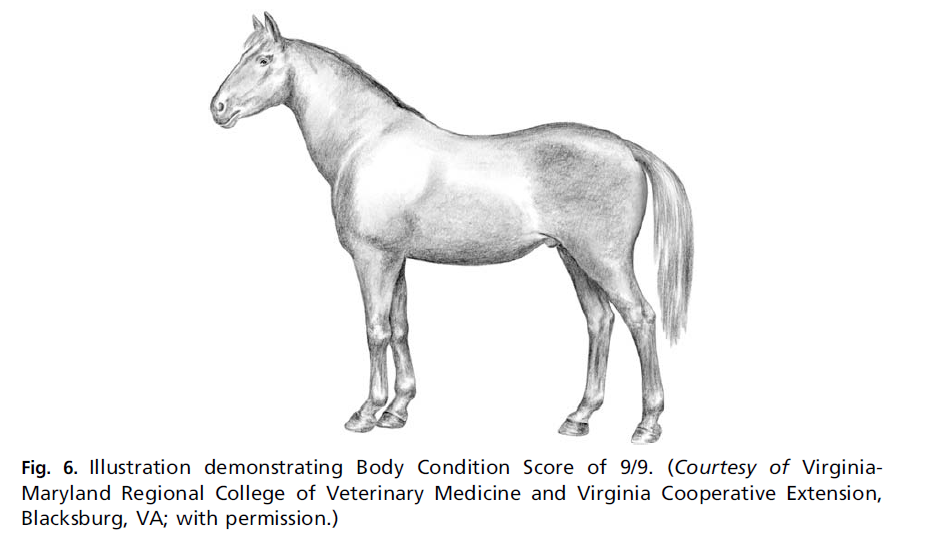 Fig. 6. Illustration demonstrating Body Condition Score of 9/9. (Courtesy of Virginia-
Maryland Regional College of Veterinary Medicine and Virginia Cooperative Extension,
Blacksburg, VA; with permission.)